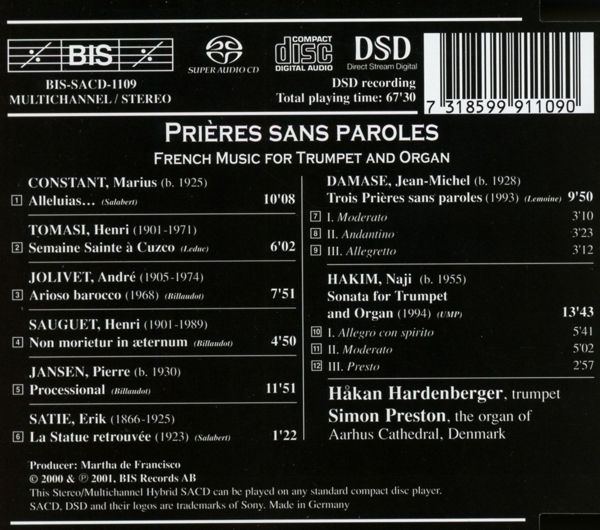 BIS
BIS-SACD-1109
MULTICHANNEL/STEREO
SUPER AUDIO CD
COMPACT
disc
DIGITAL AUDIO
DSD
Direct Stream Digital
DSD recording
Total playing time: 67'30
7 318599 911090
PRIÈRES SANS PAROLES
FRENCH MUSIC FOR TRUMPET AND ORGAN
CONSTANT, Marius (b. 1925)
1 Alleluias… (Salabert) 10'08
TOMASI, Henri (1901-1971)
2 Semaine Sainte à Cuzco (Leduc) 6'02
JOLIVET, André (1905-1974)
3 Arioso barocco (1968) (Billaudot) 7'51
SAUGUET, Henri (1901-1989)
4 Non morietur in æternum (Billaudot) 4'50
JANSEN, Pierre (b. 1930)
5 Processional (Billaudot) 11'51
SATIE, Erik (1866-1925)
6 La Statue retrouvée (1923) (Salabert) 1'22
DAMASE, Jean-Michel (b. 1928)
Trois Prières sans paroles (1993) (Lemoine) 9'50
7 I. Moderato 3'10
8 II. Andantino 3'23
9 III. Allegretto 3'12
HAKIM, Naji (b. 1955)
Sonata for Trumpet
and Organ (1994) (UMP) 13'43
10 I. Allegro con spirito 5'41
11 II. Moderato 5'02
12 III. Presto 2'57
Håkan Hardenberger, trumpet
Simon Preston, the organ of
Aarhus Cathedral, Denmark
Producer: Martha de Francisco
© 2000 & ℗ 2001, BIS Records AB
This Stereo/Multichannel Hybrid SACD can be played on any standard compact disc player.
SACD, DSD and their logos are trademarks of Sony. Made in Germany